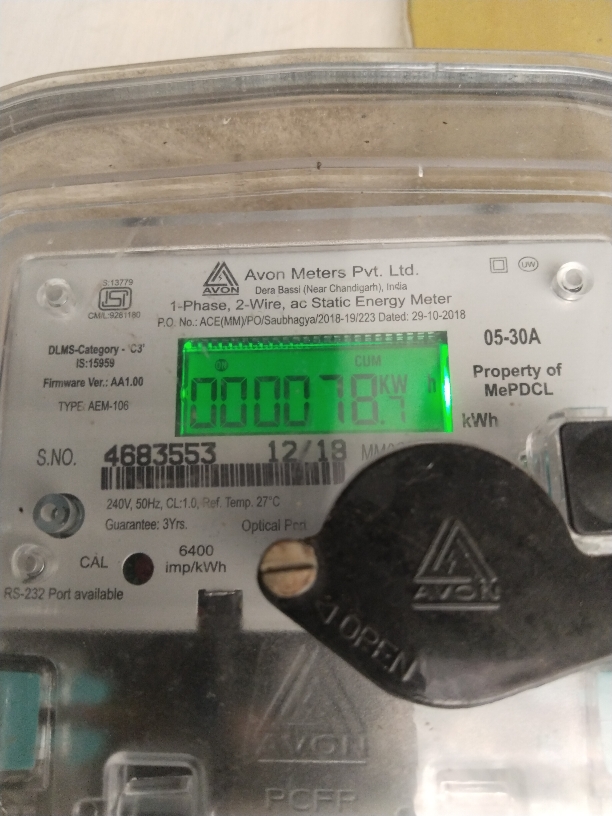 Avon Meters Pvt. Ltd.
AVON
Dera Bassi (Near Chandigarh), India
1-Phase, 2-Wire, ac Static Energy Meter
P.O. No.: ACE(MM)/PO/Saubhagya/2018-19/223 Dated: 29-10-2018
UW
IS:13779
ISI
CM/L:9261180
DLMS-Category - 'C3'
IS:15959
Firmware Ver.: AA1.00
TYPE: AEM-106
CUM
000078.7 KW h
05-30A
Property of
MePDCL
kWh
S.NO. 4683553 12/18
240V, 50Hz, CL:1.0, Ref. Temp. 27°C
Guarantee: 3Yrs. Optical Port
CAL 6400
imp/kWh
RS-232 Port available
AVON
OPEN
AVON